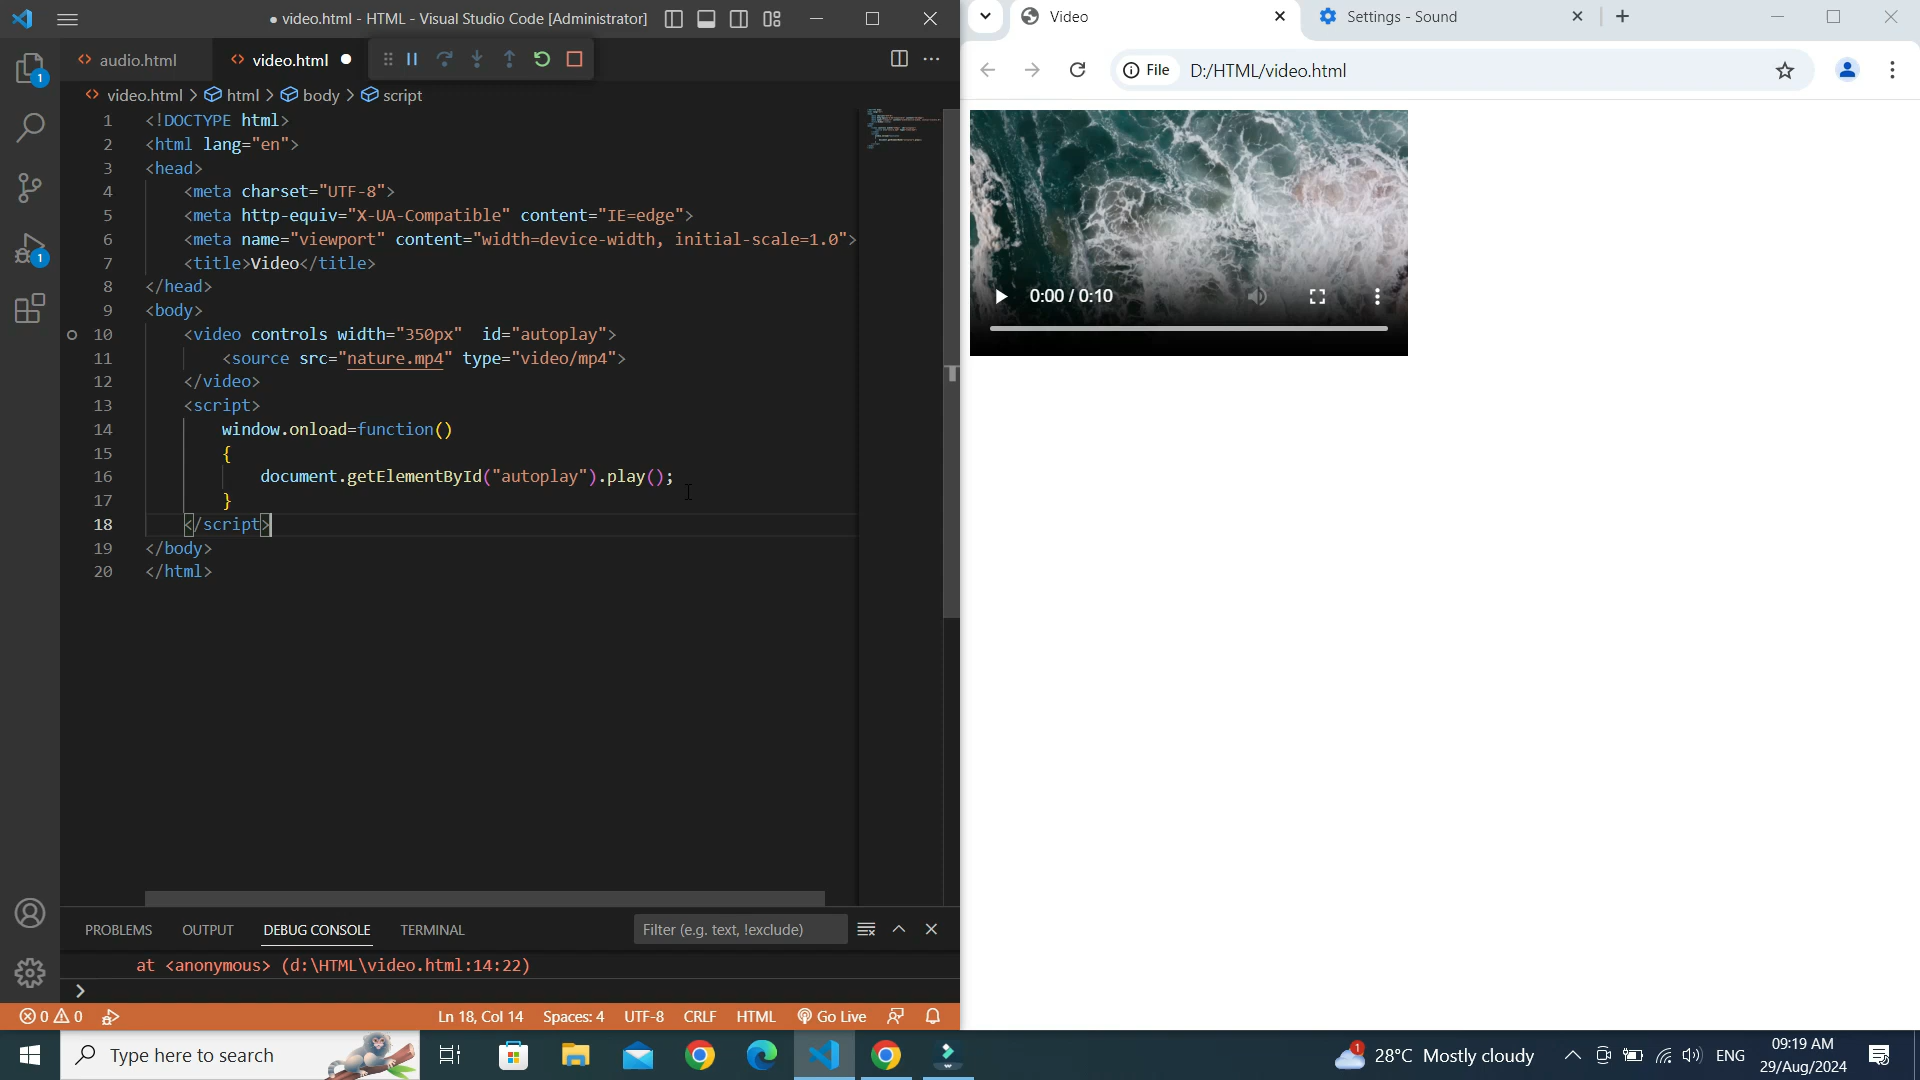 ● video.html - HTML - Visual Studio Code [Administrator]
audio.html
video.html
video.html > html > body > script
1 <!DOCTYPE html>
2 <html lang="en">
3 <head>
4 <meta charset="UTF-8">
5 <meta http-equiv="X-UA-Compatible" content="IE=edge">
6 <meta name="viewport" content="width=device-width, initial-scale=1.0">
7 <title>Video</title>
8 </head>
9 <body>
10 <video controls width="350px"  id="autoplay">
11 <source src="nature.mp4" type="video/mp4">
12 </video>
13 <script>
14 window.onload=function()
15 {
16 document.getElementById("autoplay").play();
17 }
18 </script>
19 </body>
20 </html>
1
1
PROBLEMS OUTPUT DEBUG CONSOLE TERMINAL Filter (e.g. text, !exclude)
at <anonymous> (d:\HTML\video.html:14:22)
0 0 Ln 18, Col 14 Spaces: 4 UTF-8 CRLF HTML Go Live
Video
Settings - Sound
File D:/HTML/video.html
0:00 / 0:10
Type here to search
1
28°C Mostly cloudy
ENG
09:19 AM
29/Aug/2024